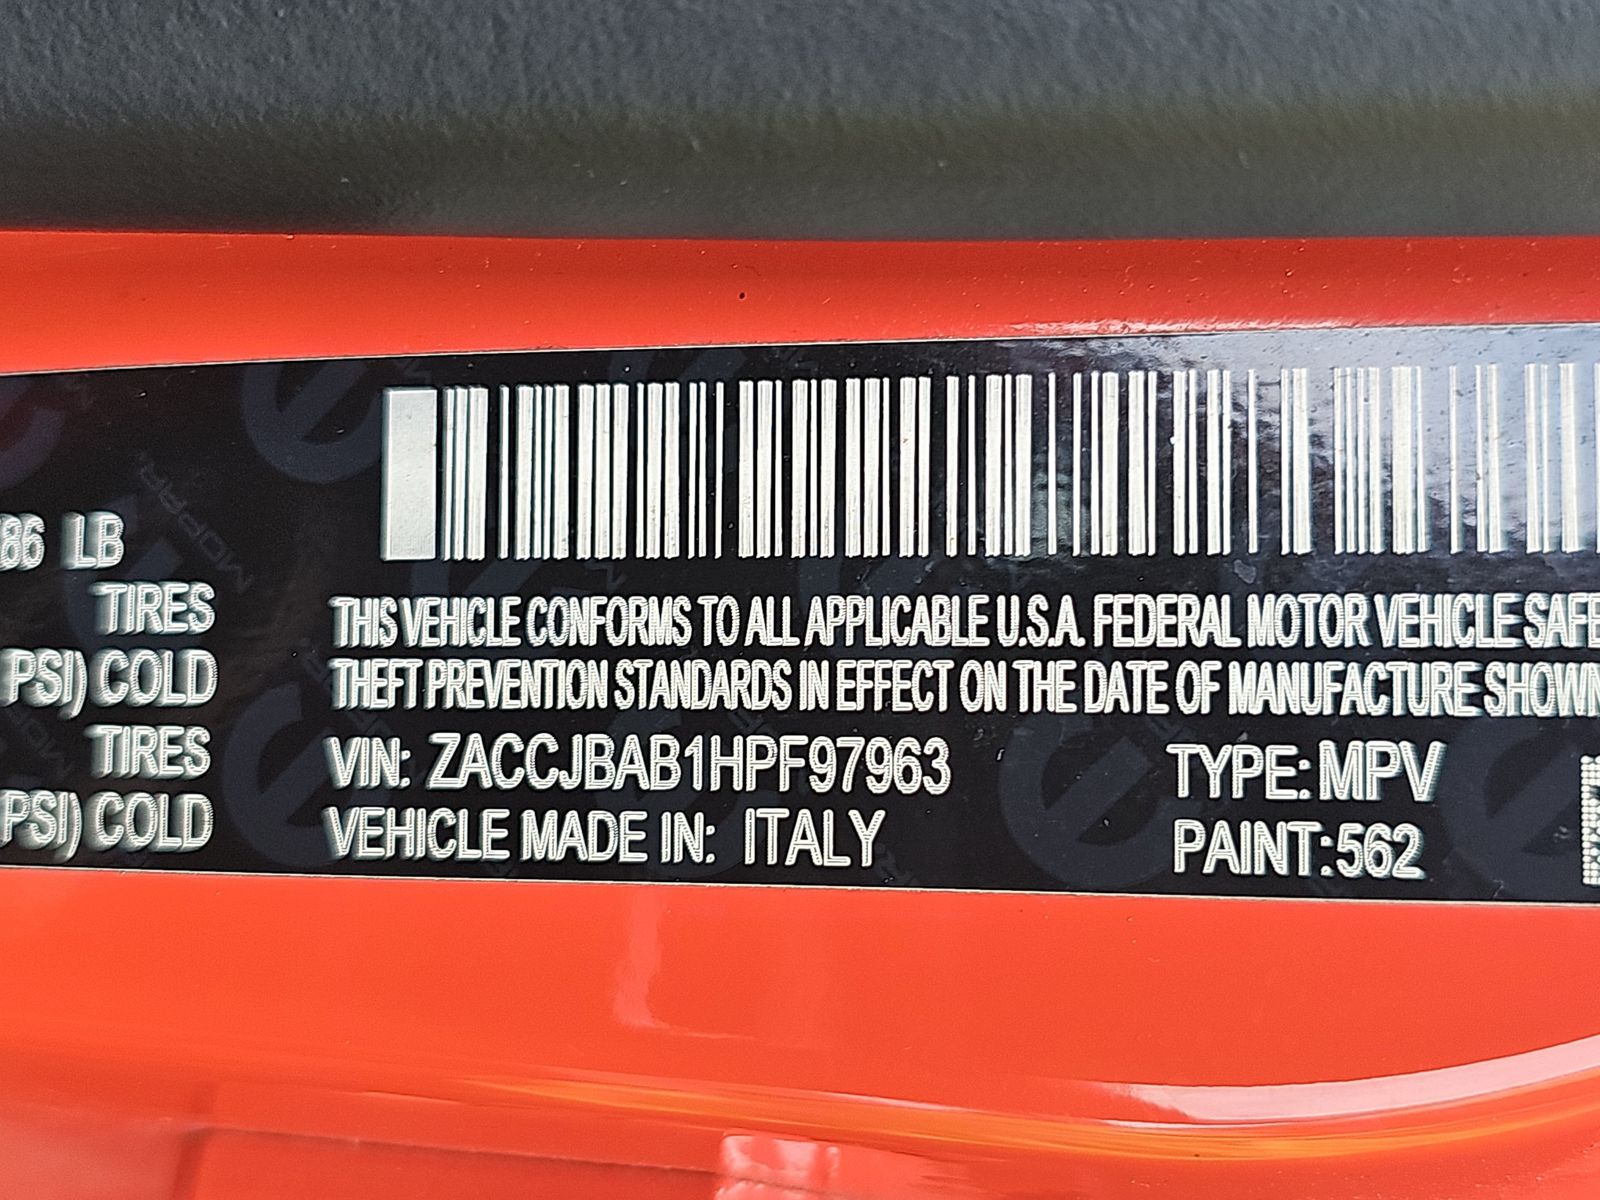 86 LB
TIRES
PSI) COLD
TIRES
PSI) COLD
THIS VEHICLE CONFORMS TO ALL APPLICABLE U.S.A. FEDERAL MOTOR VEHICLE SAFE
THEFT PREVENTION STANDARDS IN EFFECT ON THE DATE OF MANUFACTURE SHOWN
VIN: ZACCJBAB1HPF97963
TYPE: MPV
VEHICLE MADE IN: ITALY
PAINT: 562
MOPAR